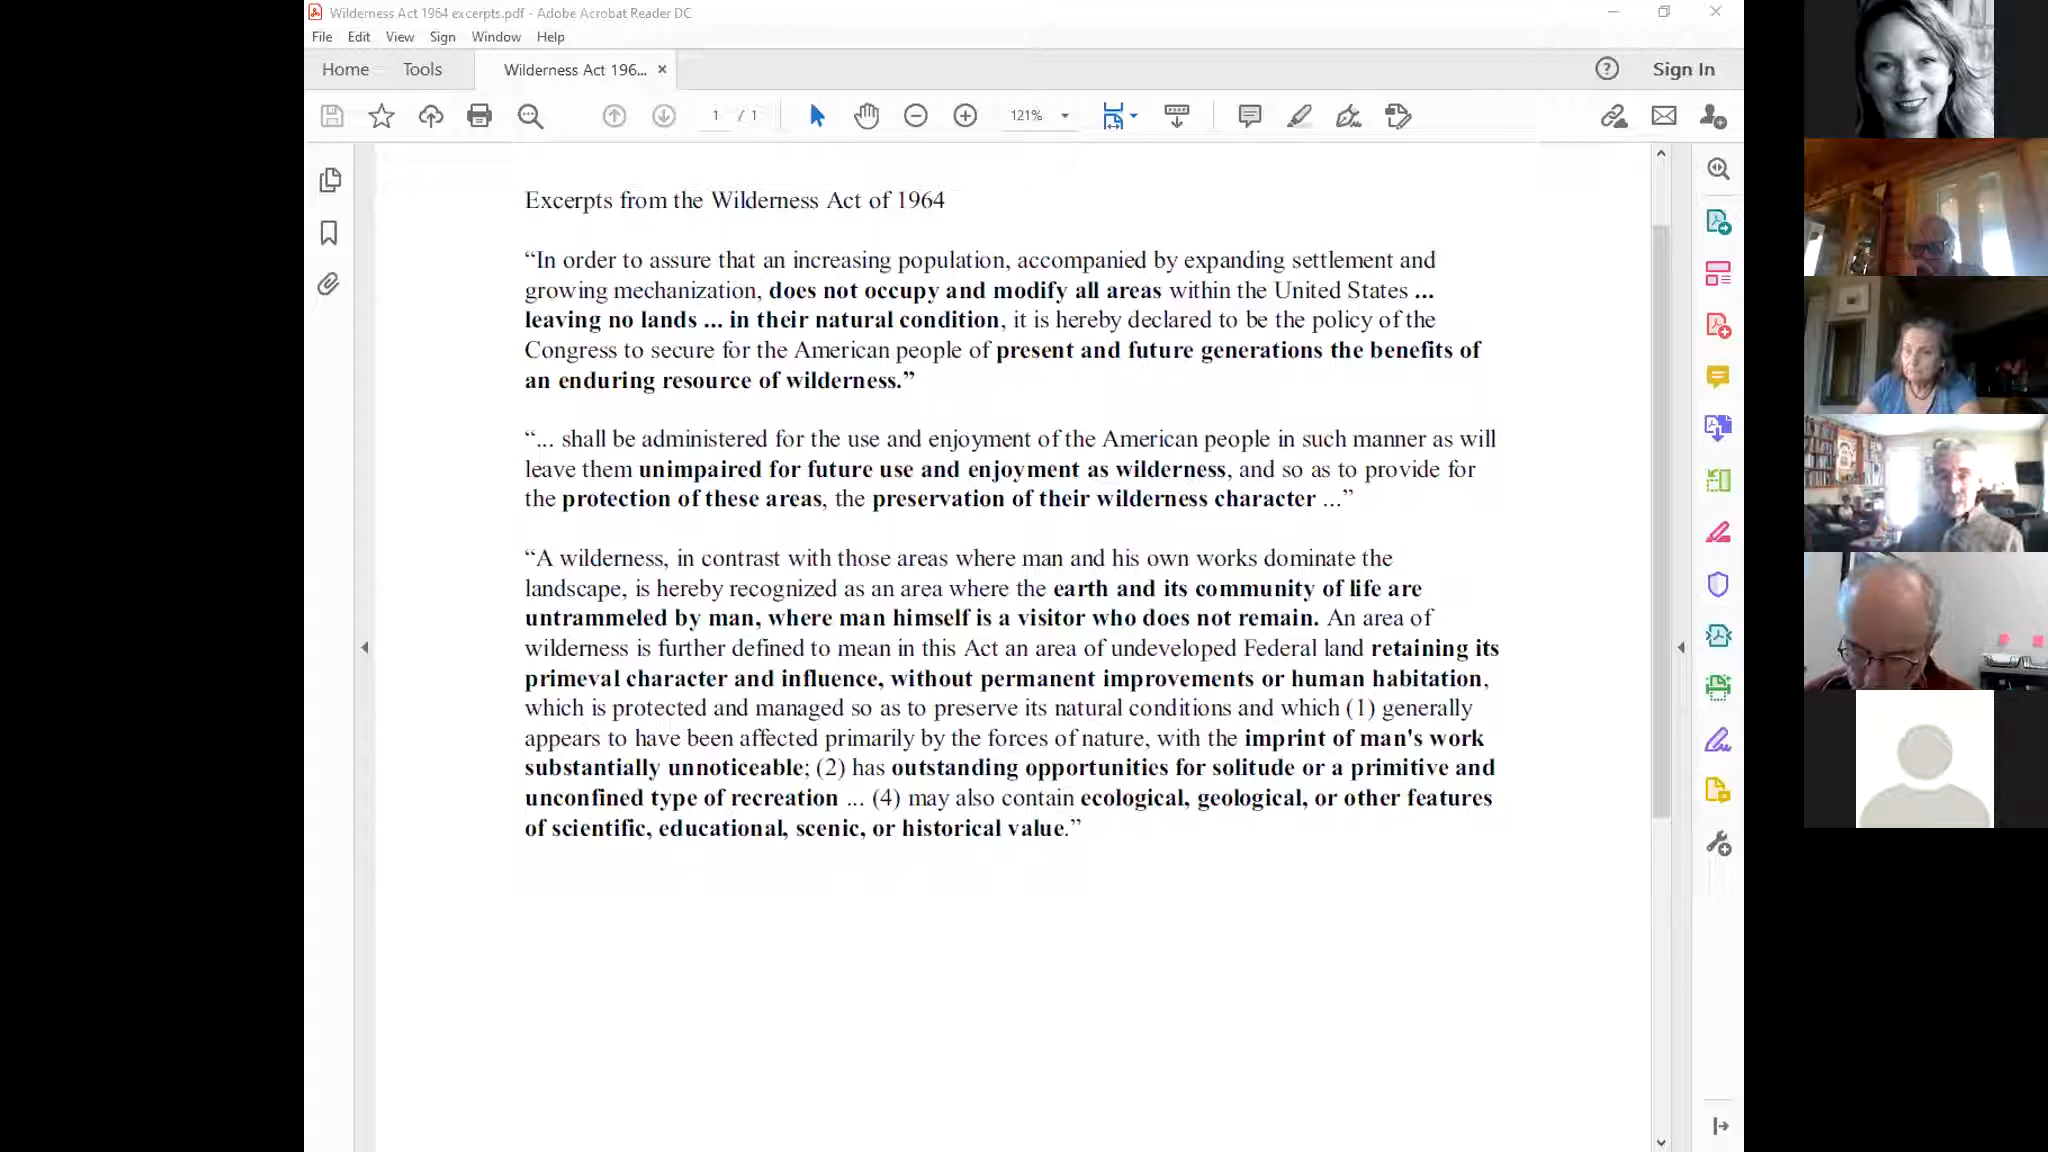 Wilderness Act 1964 excerpts.pdf - Adobe Acrobat Reader DC
File Edit View Sign Window Help
Home Tools Wilderness Act 196... × Sign In
1 / 1 121%
Excerpts from the Wilderness Act of 1964
“In order to assure that an increasing population, accompanied by expanding settlement and
growing mechanization, does not occupy and modify all areas within the United States ...
leaving no lands ... in their natural condition, it is hereby declared to be the policy of the
Congress to secure for the American people of present and future generations the benefits of
an enduring resource of wilderness.”
“... shall be administered for the use and enjoyment of the American people in such manner as will
leave them unimpaired for future use and enjoyment as wilderness, and so as to provide for
the protection of these areas, the preservation of their wilderness character ...”
“A wilderness, in contrast with those areas where man and his own works dominate the
landscape, is hereby recognized as an area where the earth and its community of life are
untrammeled by man, where man himself is a visitor who does not remain. An area of
wilderness is further defined to mean in this Act an area of undeveloped Federal land retaining its
primeval character and influence, without permanent improvements or human habitation,
which is protected and managed so as to preserve its natural conditions and which (1) generally
appears to have been affected primarily by the forces of nature, with the imprint of man's work
substantially unnoticeable; (2) has outstanding opportunities for solitude or a primitive and
unconfined type of recreation ... (4) may also contain ecological, geological, or other features
of scientific, educational, scenic, or historical value.”